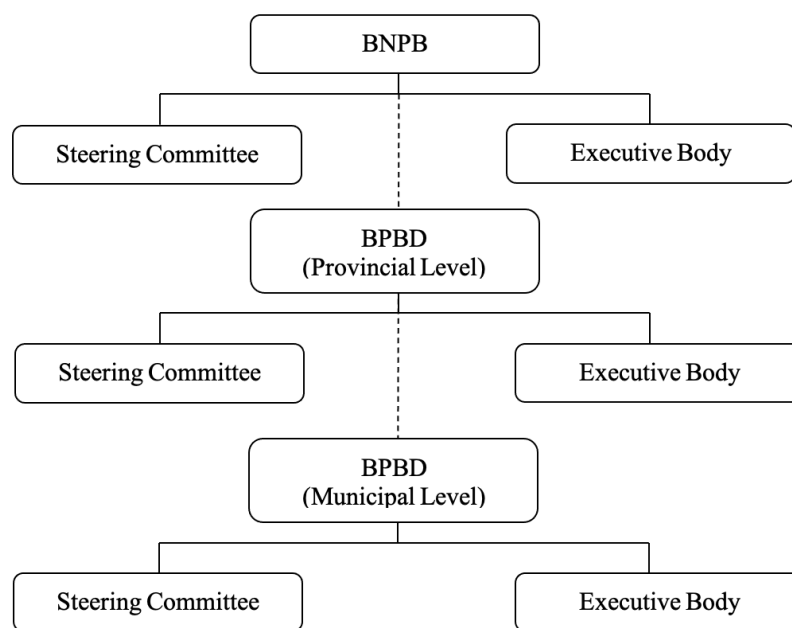 BNPB
Steering Committee
Executive Body
BPBD
(Provincial Level)
Steering Committee
Executive Body
BPBD
(Municipal Level)
Steering Committee
Executive Body